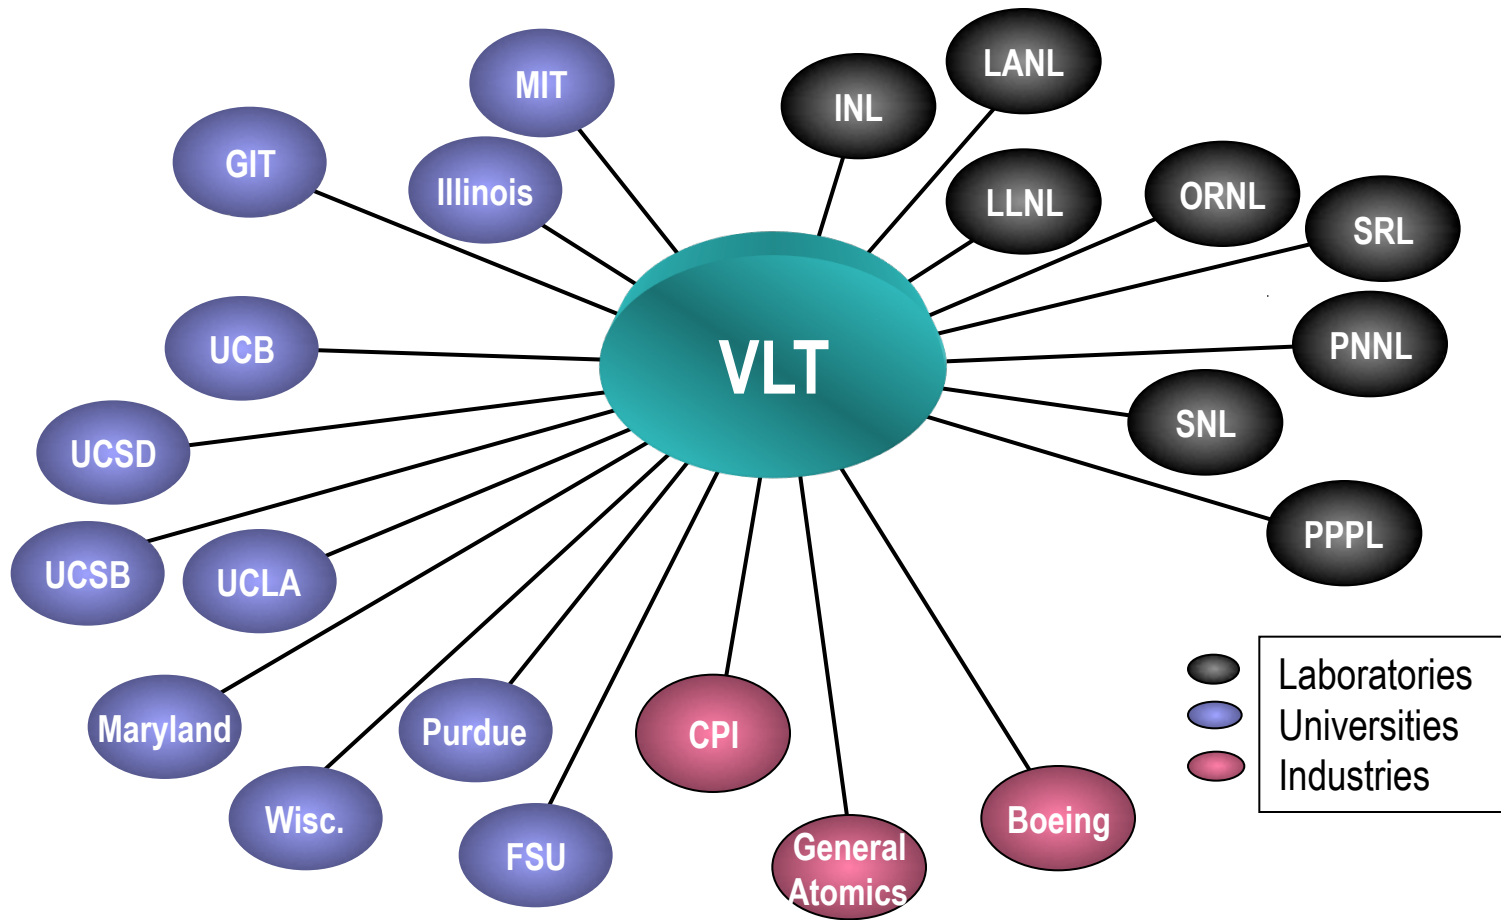 LANL
MIT
INL
GIT
Illinois
LLNL
ORNL
SRL
UCB
VLT
PNNL
UCSD
SNL
UCSB
UCLA
PPPL
Maryland
Purdue
CPI
Wisc.
FSU
General
Atomics
Boeing
Laboratories
Universities
Industries